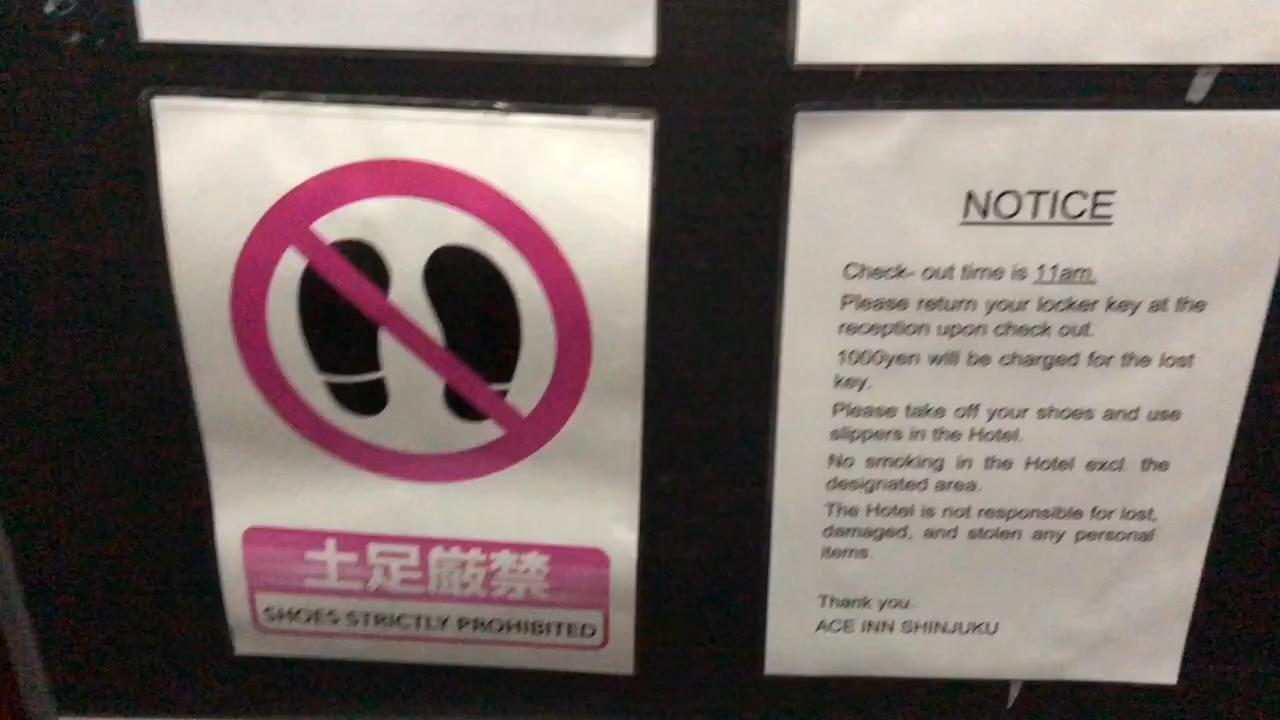 土足厳禁
SHOES STRICTLY PROHIBITED
NOTICE
Check- out time is 11am.
Please return your locker key at the
reception upon check out.
1000yen will be charged for the lost
key.
Please take off your shoes and use
slippers in the Hotel.
No smoking in the Hotel excl. the
designated area.
The Hotel is not responsible for lost,
damaged, and stolen any personal
items.
Thank you.
ACE INN SHINJUKU